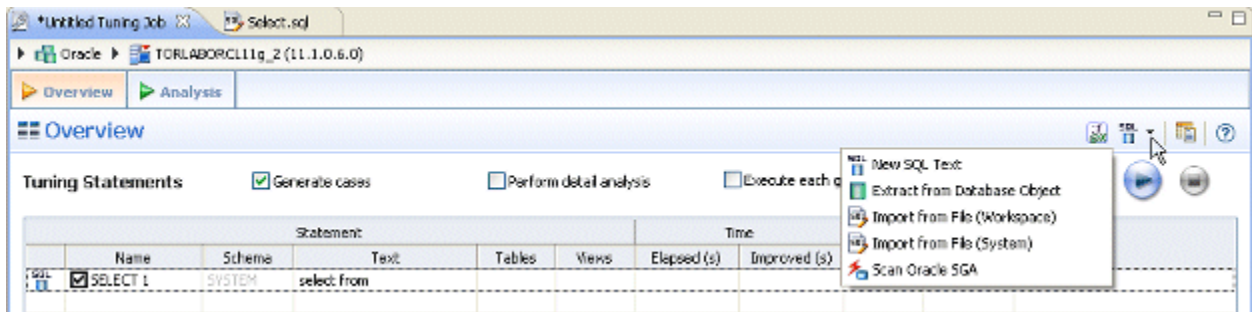 *Untitled Tuning Job Select.sql
Oracle TORLABORCL11g_2 (11.1.0.6.0)
Overview Analysis
Overview
SQL
Tuning Statements Generate cases Perform detail analysis Execute each
New SQL Text
Extract from Database Object
Import from File (Workspace)
Import from File (System)
Scan Oracle SGA
Statement Time
Name Schema Text Tables Views Elapsed (s) Improved (s)
SQL SELECT 1 SYSTEM select from